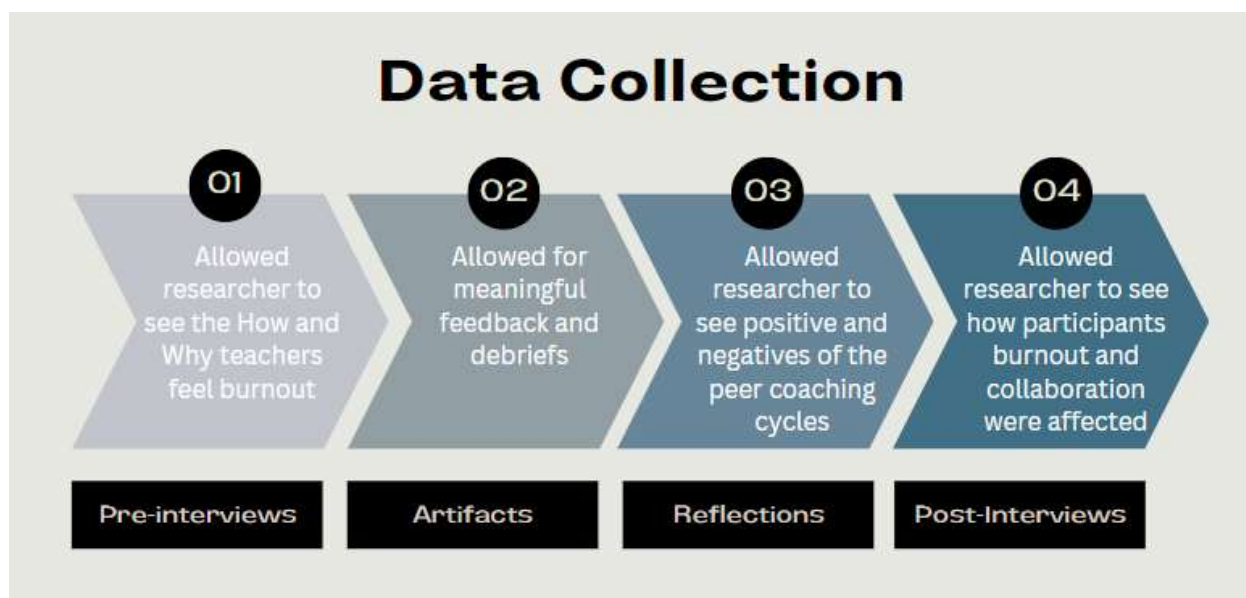 Data Collection
01
Allowed
researcher to
see the How and
Why teachers
feel burnout
Pre-interviews
02
Allowed for
meaningful
feedback and
debriefs
Artifacts
03
Allowed
researcher to
see positive and
negatives of the
peer coaching
cycles
Reflections
04
Allowed
researcher to see
how participants
burnout and
collaboration
were affected
Post-Interviews